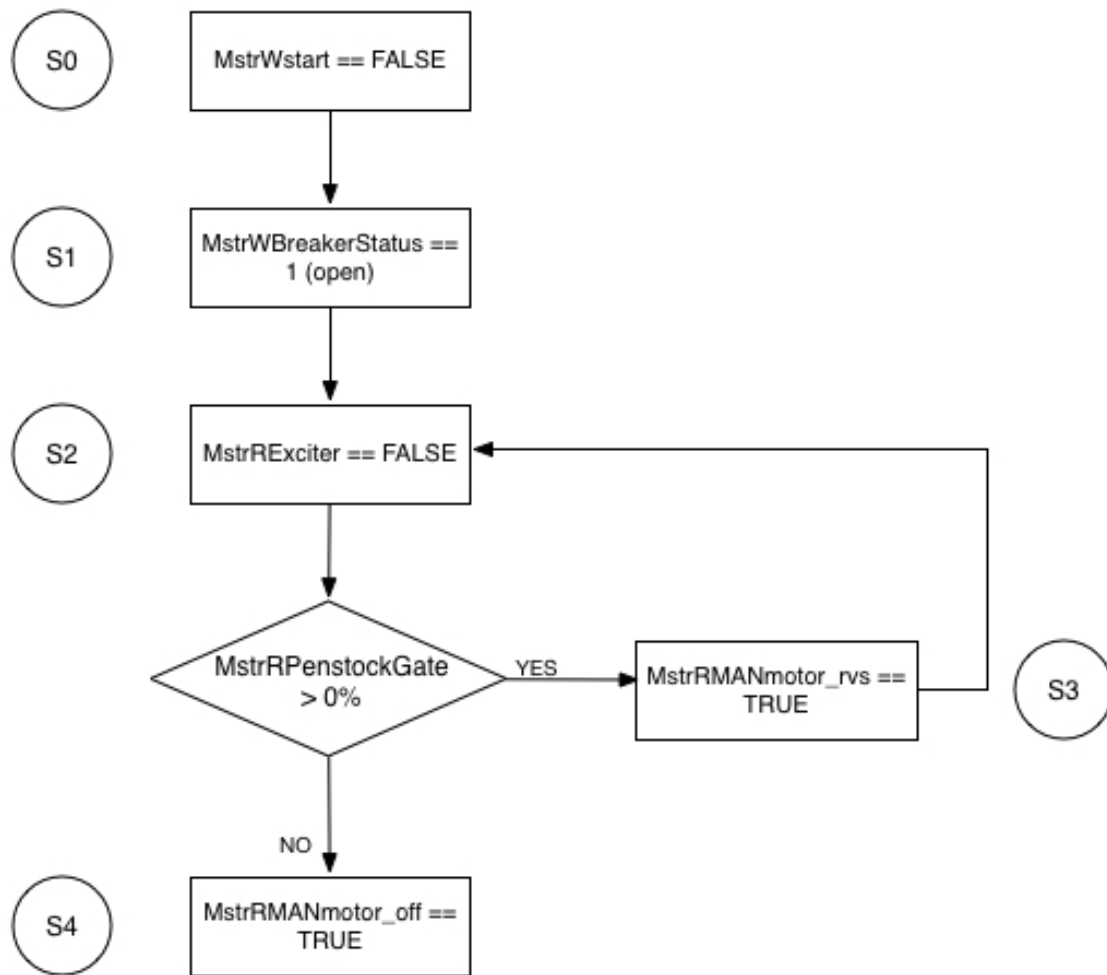 S0
MstrWstart == FALSE
S1
MstrWBreakerStatus ==
1 (open)
S2
MstrRExciter == FALSE
MstrRPenstockGate
> 0%
YES
MstrRMANmotor_rvs ==
TRUE
S3
NO
S4
MstrRMANmotor_off ==
TRUE